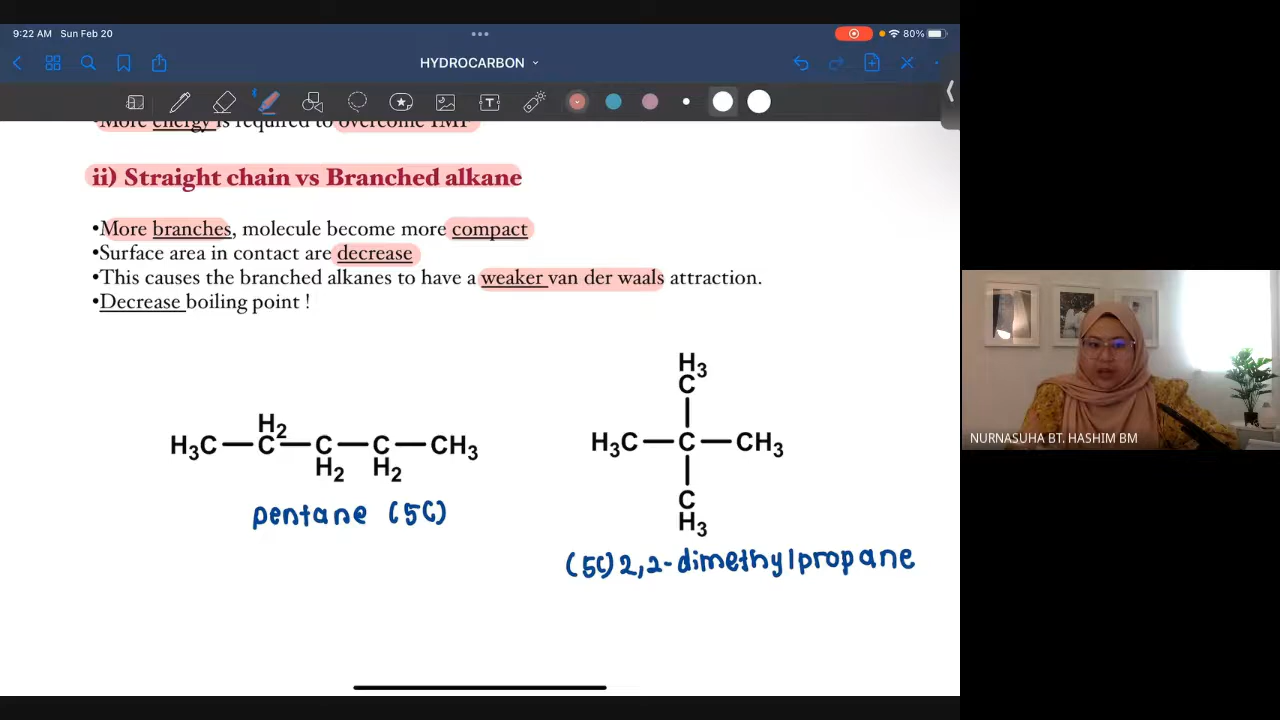 9:22 AM Sun Feb 20
80%
HYDROCARBON
•More energy is required to overcome IMF
ii) Straight chain vs Branched alkane
•More branches, molecule become more compact
•Surface area in contact are decrease
•This causes the branched alkanes to have a weaker van der waals attraction.
•Decrease boiling point !
H3
C
H2
H3C—C—C—C—CH3
H2 H2
H3C—C—CH3
C
H3
pentane (5C)
(5C) 2,2-dimethylpropane
NURNASUHA BT. HASHIM BM